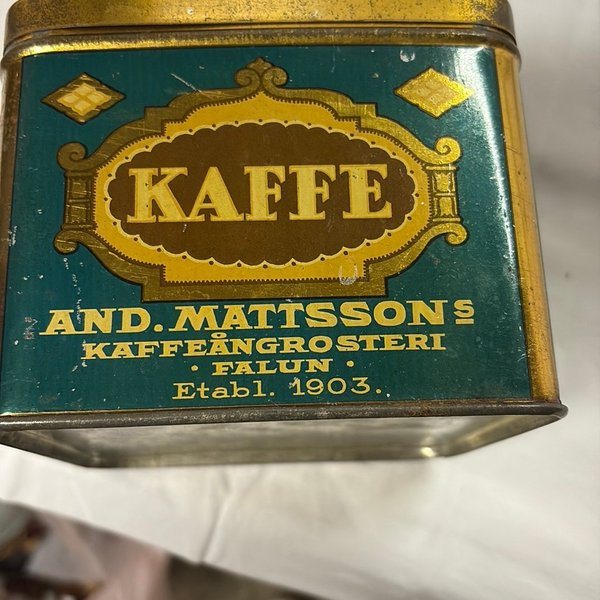 KAFFE
AND. MATTSSONS
KAFFEÅNGROSTERI
· FALUN ·
Etabl. 1903.